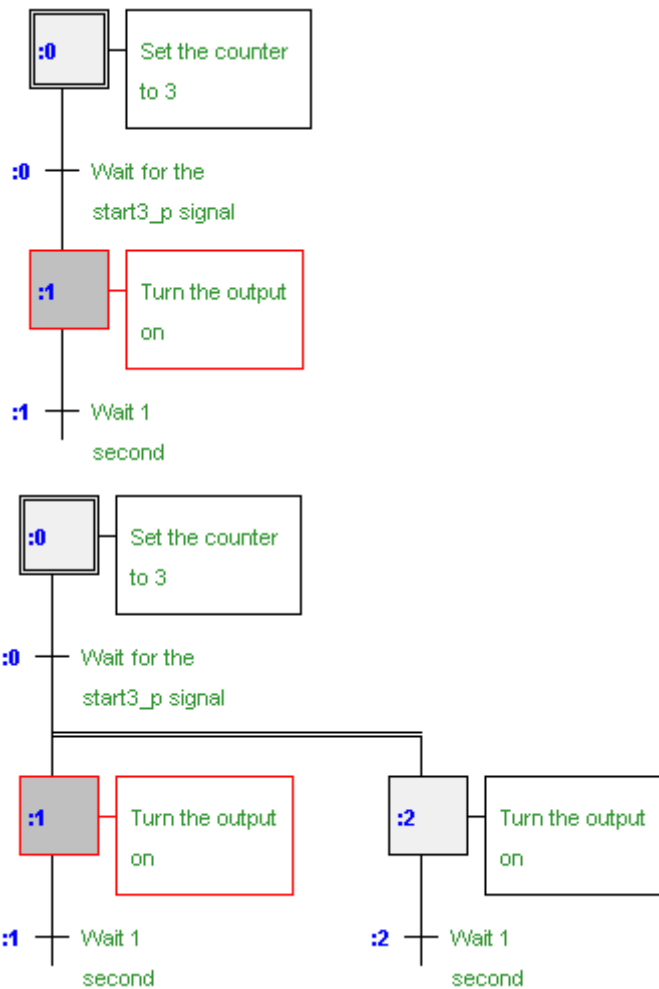 :0 Set the counter
to 3
:0 Wait for the
start3_p signal
:1 Turn the output
on
:1 Wait 1
second
:0 Set the counter
to 3
:0 Wait for the
start3_p signal
:1 Turn the output
on
:2 Turn the output
on
:1 Wait 1
second
:2 Wait 1
second